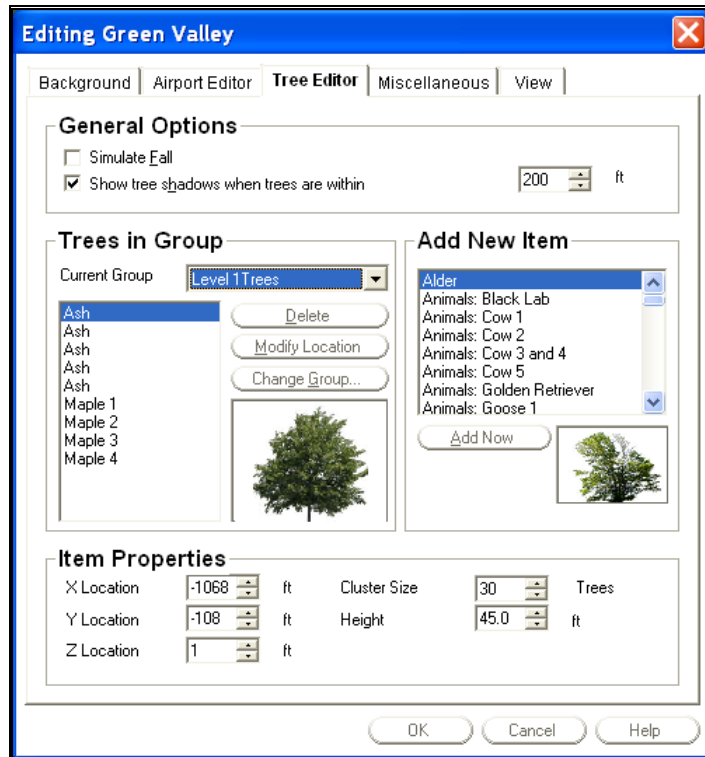 Editing Green Valley
Background Airport Editor Tree Editor Miscellaneous View
General Options
Simulate Fall
Show tree shadows when trees are within 200 ft
Trees in Group
Current Group Level 1Trees
Ash
Ash
Ash
Ash
Ash
Maple 1
Maple 2
Maple 3
Maple 4
Delete
Modify Location
Change Group...
Add New Item
Alder
Animals: Black Lab
Animals: Cow 1
Animals: Cow 2
Animals: Cow 3 and 4
Animals: Cow 5
Animals: Golden Retriever
Animals: Goose 1
Add Now
Item Properties
X Location -1068 ft Cluster Size 30 Trees
Y Location -108 ft Height 45.0 ft
Z Location 1 ft
OK Cancel Help